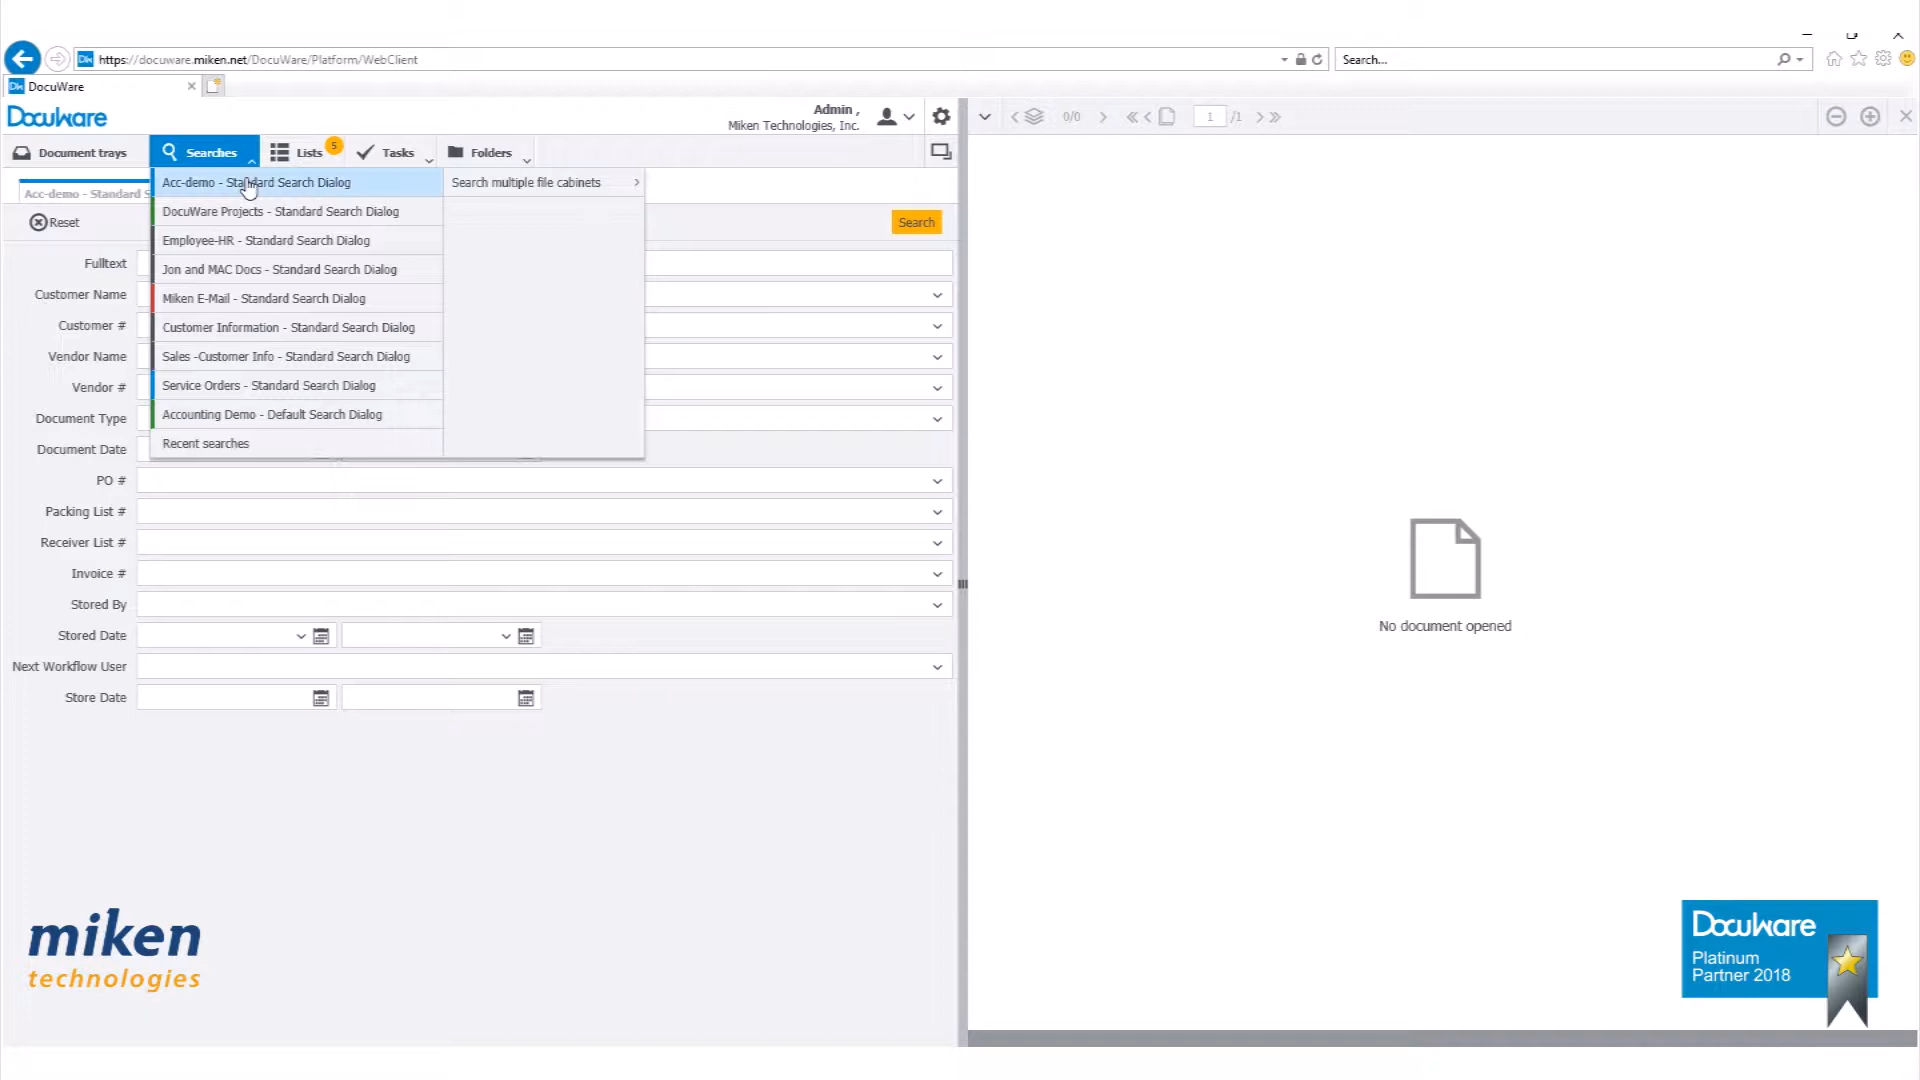 https://docuware.miken.net/DocuWare/Platform/WebClient
Search...
DW DocuWare
DocuWare
Admin ,
Miken Technologies, Inc.
0/0
1 /1
Document trays
Searches
Lists 5
Tasks
Folders
Acc-demo - Standard S
Acc-demo - Standard Search Dialog
Search multiple file cabinets
DocuWare Projects - Standard Search Dialog
Employee-HR - Standard Search Dialog
Jon and MAC Docs - Standard Search Dialog
Miken E-Mail - Standard Search Dialog
Customer Information - Standard Search Dialog
Sales -Customer Info - Standard Search Dialog
Service Orders - Standard Search Dialog
Accounting Demo - Default Search Dialog
Recent searches
Reset
Search
Fulltext
Customer Name
Customer #
Vendor Name
Vendor #
Document Type
Document Date
PO #
Packing List #
Receiver List #
Invoice #
Stored By
Stored Date
Next Workflow User
Store Date
No document opened
miken
technologies
DocuWare
Platinum
Partner 2018